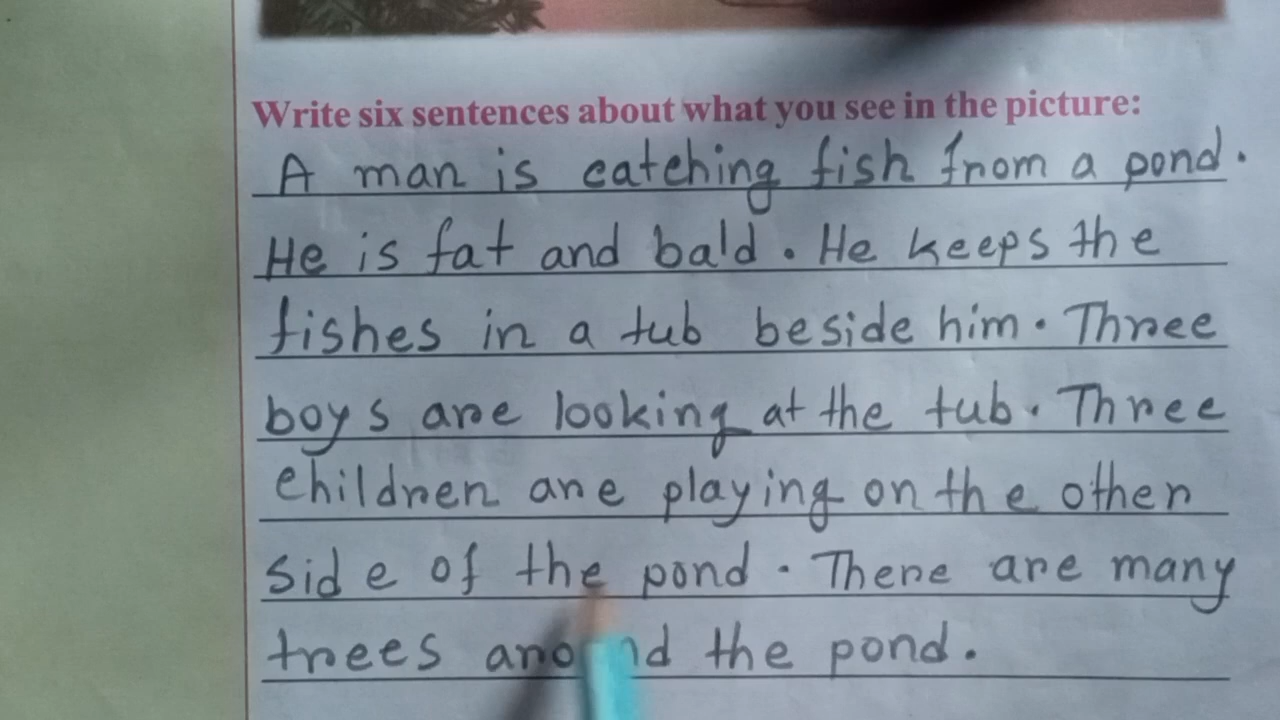 Write six sentences about what you see in the picture:
A man is catching fish from a pond.
He is fat and bald. He keeps the
fishes in a tub beside him. Three
boys are looking at the tub. Three
children are playing on the other
side of the pond. There are many
trees around the pond.